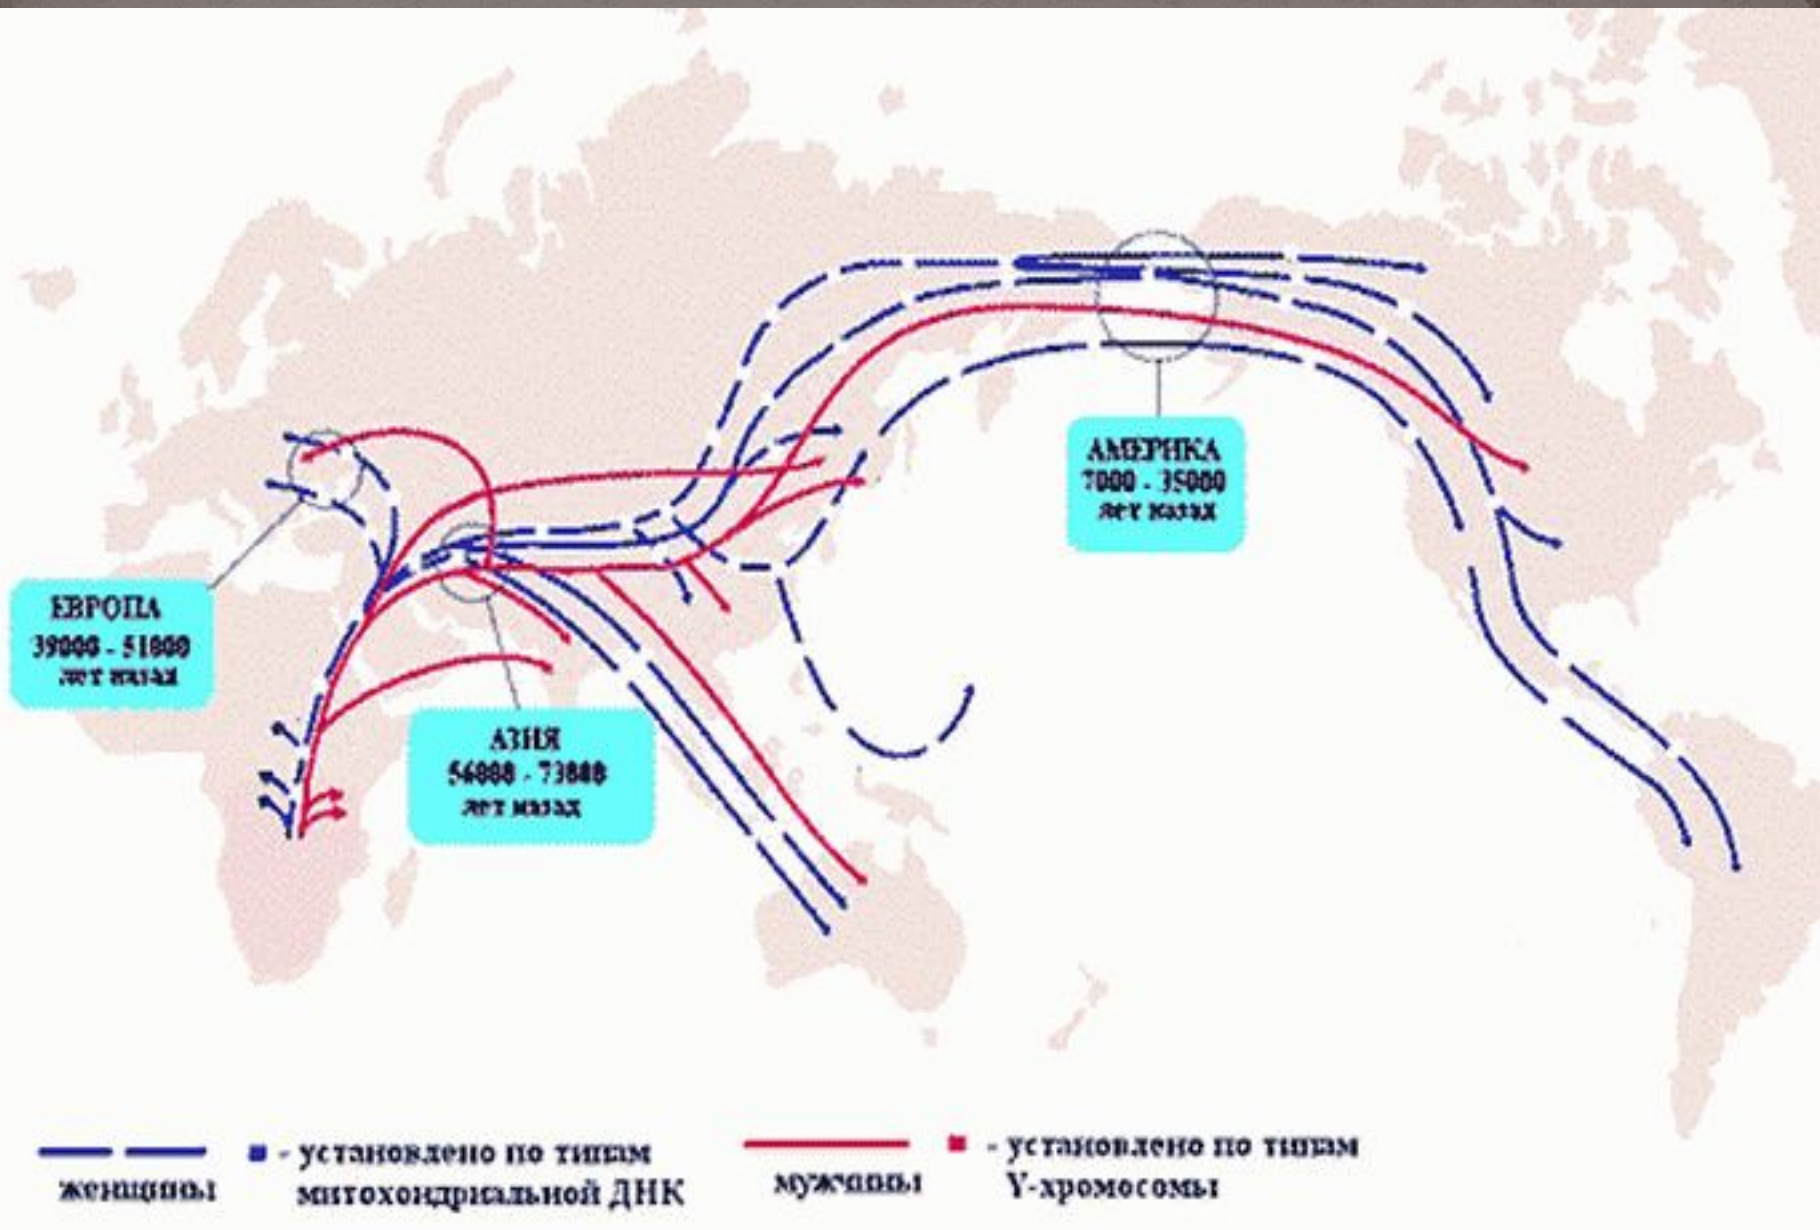 ЕВРОПА
39000 - 51000
лет назад
АЗИЯ
56000 - 73000
лет назад
АМЕРИКА
7000 - 35000
лет назад
женщины
- установлено по типам
митохондриальной ДНК
мужчины
- установлено по типам
Y-хромосомы